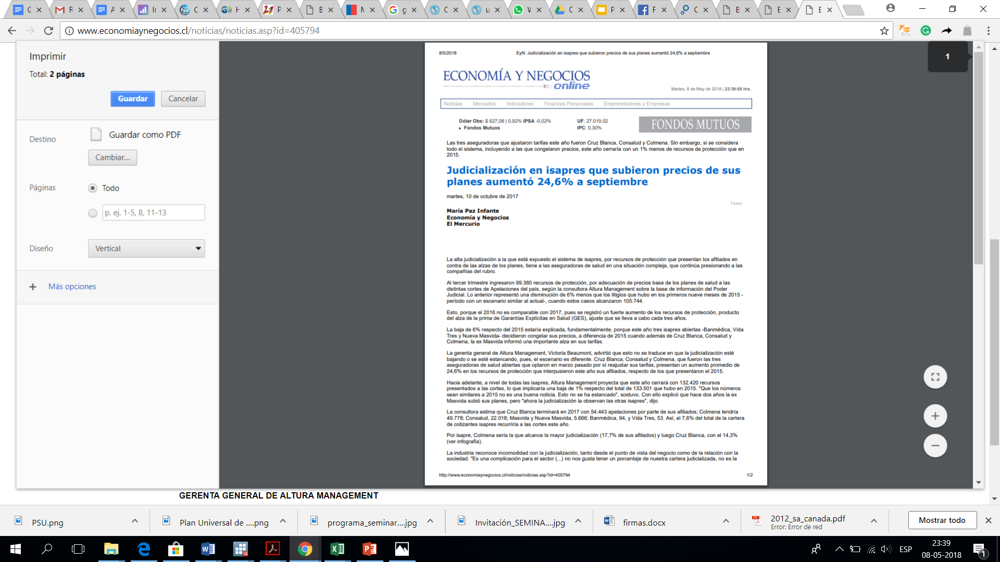 G
R
A
In
C
H
P
B
N
g
C
u
V
C
P
F
C
B
E
E
www.economiaynegocios.cl/noticias/noticias.asp?id=405794
Imprimir
Total: 2 páginas
Guardar
Cancelar
Destino
Guardar como PDF
Cambiar...
Páginas
Todo
p. ej. 1-5, 8, 11-13
Diseño
Vertical
Más opciones
1
8/5/2018
EyN: Judicialización en isapres que subieron precios de sus planes aumentó 24,6% a septiembre
ECONOMÍA Y NEGOCIOS
online
Martes, 8 de May de 2018 | 23:39:08 hrs.
Noticias Mercados Indicadores Finanzas Personales Emprendedores y Empresas
Dólar Obs: $ 627,08 | 0,92% IPSA -0,02%
Fondos Mutuos
UF: 27.019,02
IPC: 0,30%
FONDOS MUTUOS
Las tres aseguradoras que ajustaron tarifas este año fueron Cruz Blanca, Consalud y Colmena. Sin embargo, si se considera
todo el sistema, incluyendo a las que congelaron precios, este año cerraría con un 1% menos de recursos de protección que en
2015.
Judicialización en isapres que subieron precios de sus
planes aumentó 24,6% a septiembre
martes, 10 de octubre de 2017
Tweet
María Paz Infante
Economía y Negocios
El Mercurio
La alta judicialización a la que está expuesto el sistema de isapres, por recursos de protección que presentan los afiliados en
contra de las alzas de los planes, tiene a las aseguradoras de salud en una situación compleja, que continúa presionando a las
compañías del rubro.
Al tercer trimestre ingresaron 99.360 recursos de protección, por adecuación de precios base de los planes de salud a las
distintas cortes de Apelaciones del país, según la consultora Altura Management sobre la base de información del Poder
Judicial. Lo anterior representó una disminución de 6% menos que los litigios que hubo en los primeros nueve meses de 2015 -
período con un escenario similar al actual-, cuando estos casos alcanzaron 105.744.
Esto, porque el 2016 no es comparable con 2017, pues se registró un fuerte aumento de los recursos de protección, producto
del alza de la prima de Garantías Explícitas en Salud (GES), ajuste que se lleva a cabo cada tres años.
La baja de 6% respecto del 2015 estaría explicada, fundamentalmente, porque este año tres isapres abiertas -Banmédica, Vida
Tres y Nueva Masvida- decidieron congelar sus precios, a diferencia de 2015 cuando además de Cruz Blanca, Consalud y
Colmena, la ex Masvida informó una importante alza en sus tarifas.
La gerenta general de Altura Management, Victoria Beaumont, advirtió que esto no se traduce en que la judicialización esté
bajando o se esté estancando, pues, el escenario es diferente. Cruz Blanca, Consalud y Colmena, que fueron las tres
aseguradoras de salud abiertas que optaron en marzo pasado por sí reajustar sus tarifas, presentan un aumento promedio de
24,6% en los recursos de protección que interpusieron este año sus afiliados, respecto de los que presentaron el 2015.
Hacia adelante, a nivel de todas las isapres, Altura Management proyecta que este año cerrará con 132.420 recursos
presentados a las cortes, lo que implicaría una baja de 1% respecto del total de 133.501 que hubo en 2015. "Que los números
sean similares a 2015 no es una buena noticia. Esto no se ha estancado", sostuvo. Con ello explicó que hace dos años la ex
Masvida subió sus planes, pero "ahora la judicialización la observan las otras isapres", dijo.
La consultora estima que Cruz Blanca terminará en 2017 con 54.443 apelaciones por parte de sus afiliados; Colmena tendría
49.778; Consalud, 22.018; Masvida y Nueva Masvida, 5.666; Banmédica, 94, y Vida Tres, 53. Así, el 7,6% del total de la cartera
de cotizantes isapres recurriría a las cortes este año.
Por isapre, Colmena sería la que alcance la mayor judicialización (17,7% de sus afiliados) y luego Cruz Blanca, con el 14,3%
(ver infografía).
La industria reconoce incomodidad con la judicialización, tanto desde el punto de vista del negocio como de la relación con la
sociedad. "Es una complicación para el sector (...) no nos gusta tener un porcentaje de nuestra cartera judicializada, no es la
http://www.economiaynegocios.cl/noticias/noticias.asp?id=405794
1/2
GERENTA GENERAL DE ALTURA MANAGEMENT
PSU.png
Plan Universal de ....png
programa_seminar....jpg
Invitación_SEMINA....jpg
firmas.docx
2012_sa_canada.pdf
Error: Error de red
Mostrar todo
ESP
23:39
08-05-2018
1